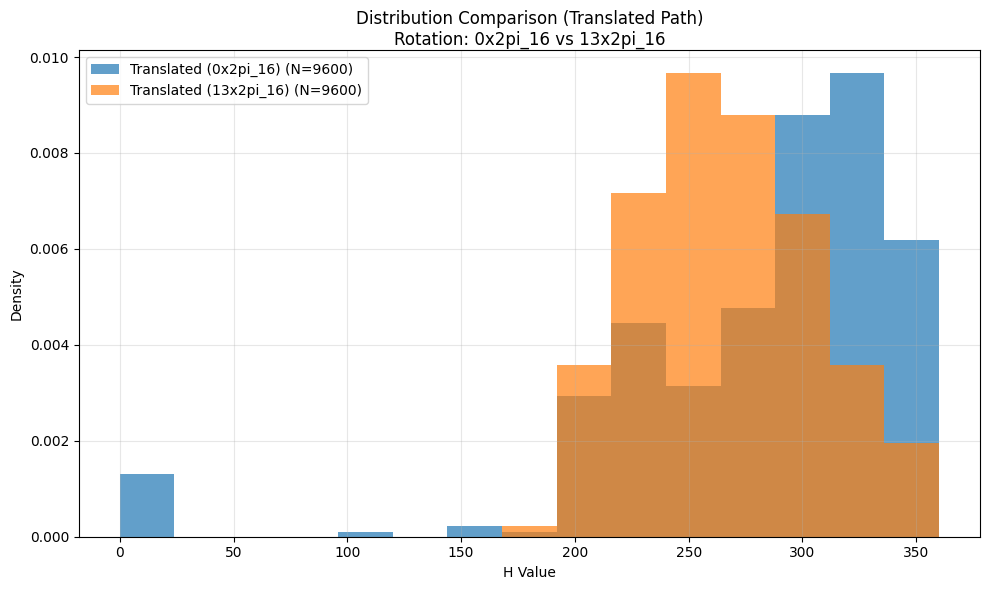 Distribution Comparison (Translated Path)
Rotation: 0x2pi_16 vs 13x2pi_16
Translated (0x2pi_16) (N=9600)
Translated (13x2pi_16) (N=9600)
Density
0.010
0.008
0.006
0.004
0.002
0.000
0 50 100 150 200 250 300 350
H Value